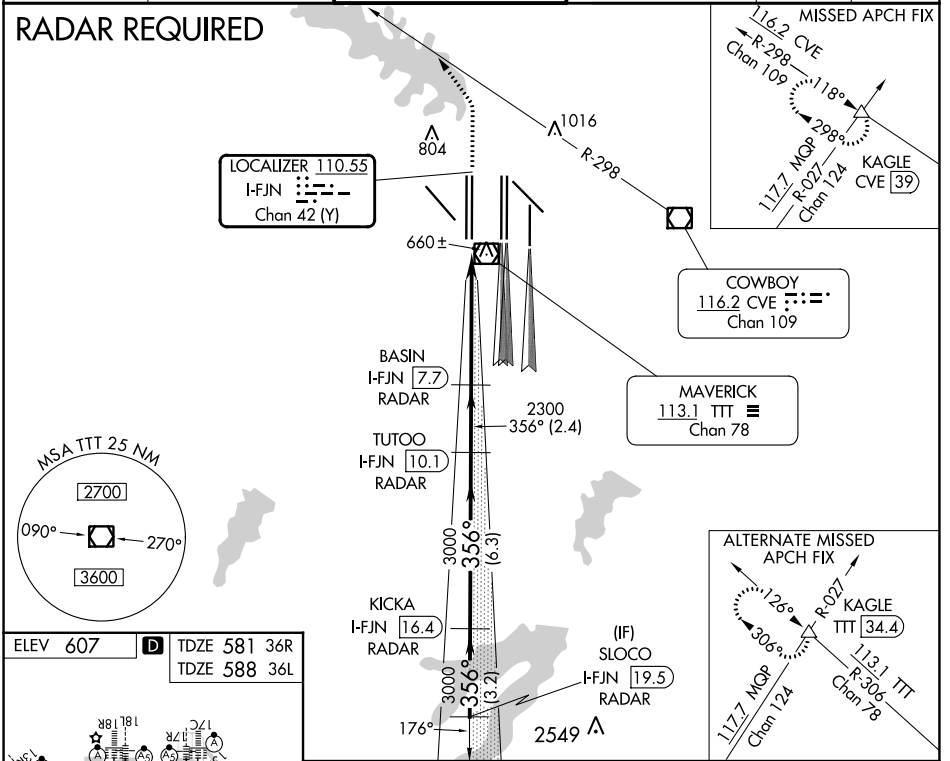 RADAR REQUIRED
MISSED APCH FIX
116.2 CVE
R-298
Chan 109
118°
298°
117.7 MQP
R-027
Chan 124
KAGLE
CVE 39
1016
804
R-298
LOCALIZER 110.55
I-FJN
Chan 42 (Y)
660±
COWBOY
116.2 CVE
Chan 109
BASIN
I-FJN 7.7
RADAR
MAVERICK
113.1 TTT
Chan 78
2300
356° (2.4)
TUTOO
I-FJN 10.1
RADAR
MSA TTT 25 NM
2700
090°
270°
3600
3000
356°
(6.3)
KICKA
I-FJN 16.4
RADAR
(IF)
SLOCO
I-FJN 19.5
RADAR
3000
356°
(3.2)
176°
2549
ALTERNATE MISSED
APCH FIX
126°
306°
R-027
KAGLE
TTT 34.4
113.1 TTT
R-306
Chan 78
117.7 MQP
Chan 124
ELEV 607
D
TDZE 581 36R
TDZE 588 36L
18R
18L
17R
17C
A
A5
A5
A